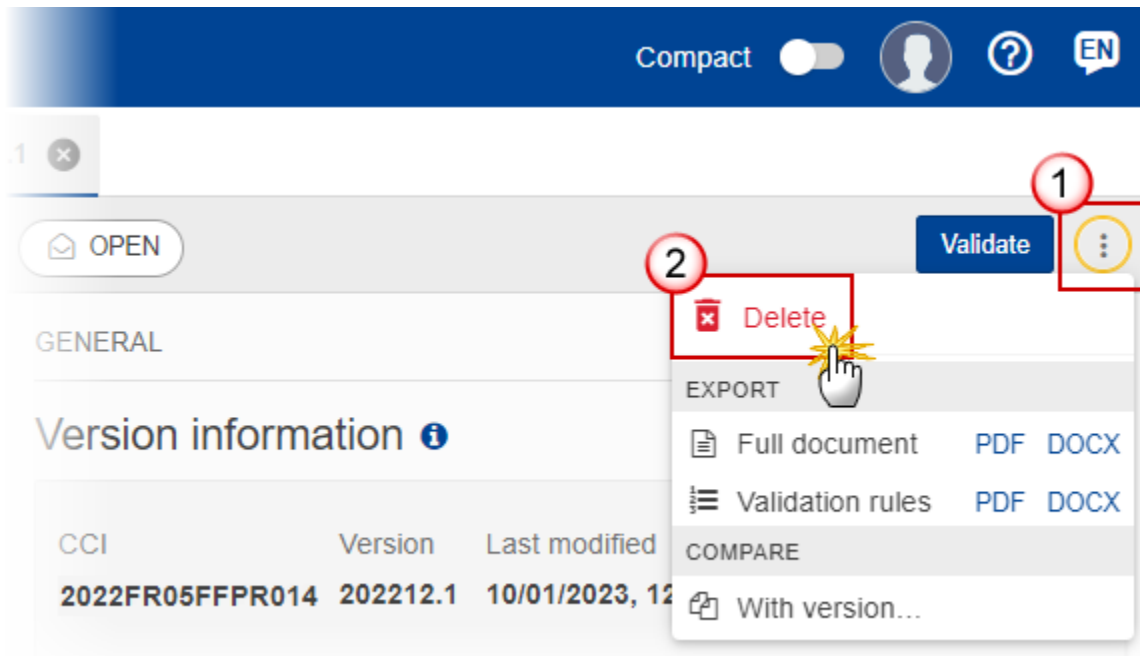 Compact EN
.1
1
OPEN Validate
2
Delete
GENERAL
EXPORT
Version information
Full document PDF DOCX
Validation rules PDF DOCX
CCI Version Last modified
COMPARE
2022FR05FFPR014 202212.1 10/01/2023, 12
With version...